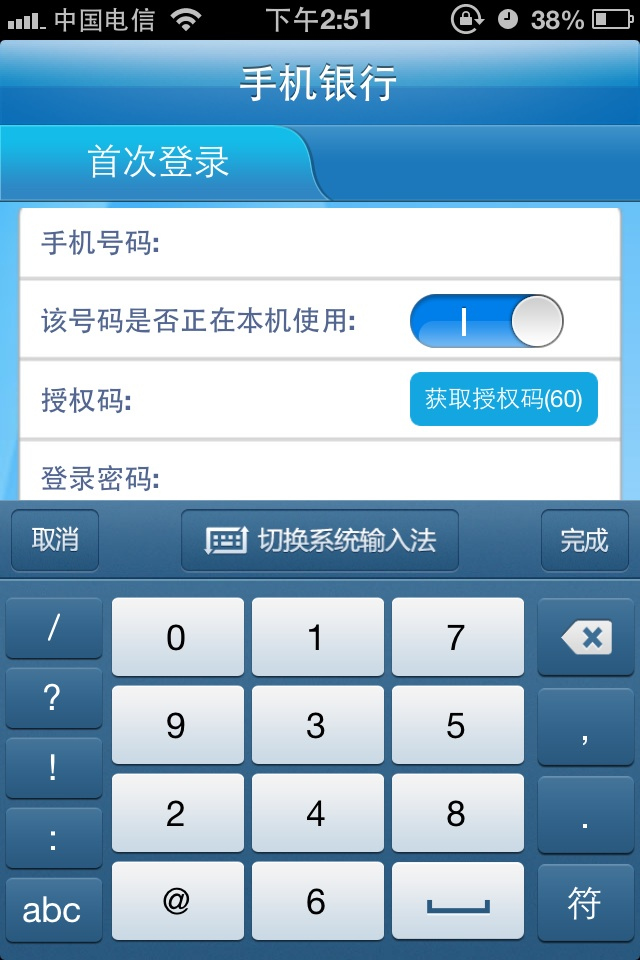 中国电信 下午2:51 38%
手机银行
首次登录
手机号码:
该号码是否正在本机使用:
授权码: 获取授权码(60)
登录密码:
取消 切换系统输入法 完成
/ 0 1 7
? 9 3 5 ,
! 2 4 8 .
:
abc @ 6 符